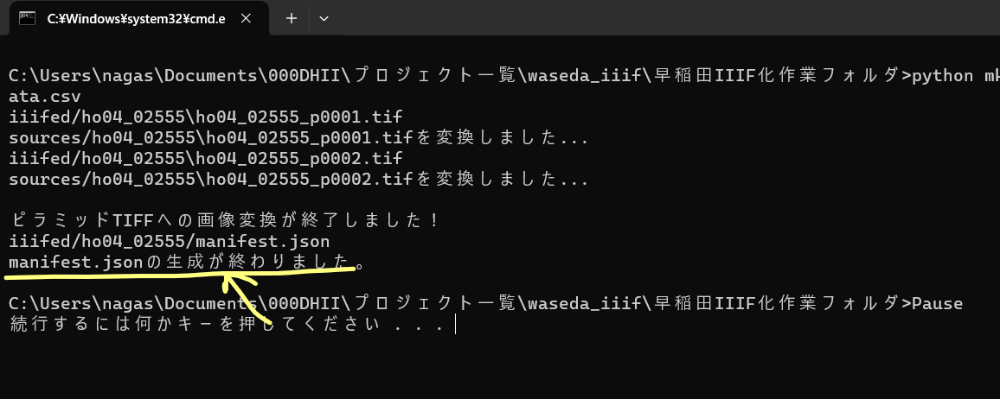 C:¥Windows¥system32¥cmd.e
C:\Users\nagas\Documents\000DHII\プロジェクト一覧\waseda_iiif\早稲田IIIF化作業フォルダ>python mk
ata.csv
iiifed/ho04_02555\ho04_02555_p0001.tif
sources/ho04_02555\ho04_02555_p0001.tifを変換しました...
iiifed/ho04_02555\ho04_02555_p0002.tif
sources/ho04_02555\ho04_02555_p0002.tifを変換しました...
ピラミッドTIFFへの画像変換が終了しました！
iiifed/ho04_02555/manifest.json
manifest.jsonの生成が終わりました。
C:\Users\nagas\Documents\000DHII\プロジェクト一覧\waseda_iiif\早稲田IIIF化作業フォルダ>Pause
続行するには何かキーを押してください . . .